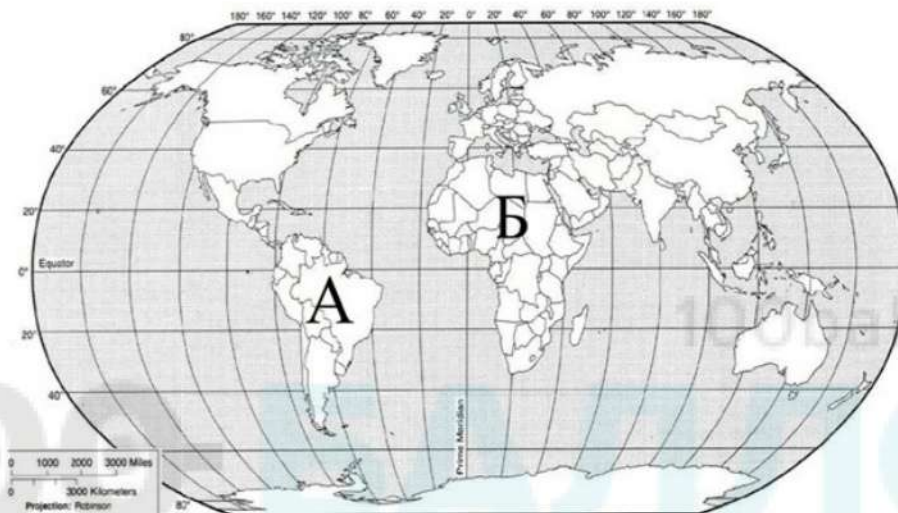 180° 160° 140° 120° 100° 80° 60° 40° 20° 0° 20° 40° 60° 80° 100° 120° 140° 160° 180°
80°
60°
40°
20°
Б
Equator
0°
А
100bal
20°
40°
Prime Meridian
0 1000 2000 3000 Miles
0 3000 Kilometers
Projection: Robinson
80°